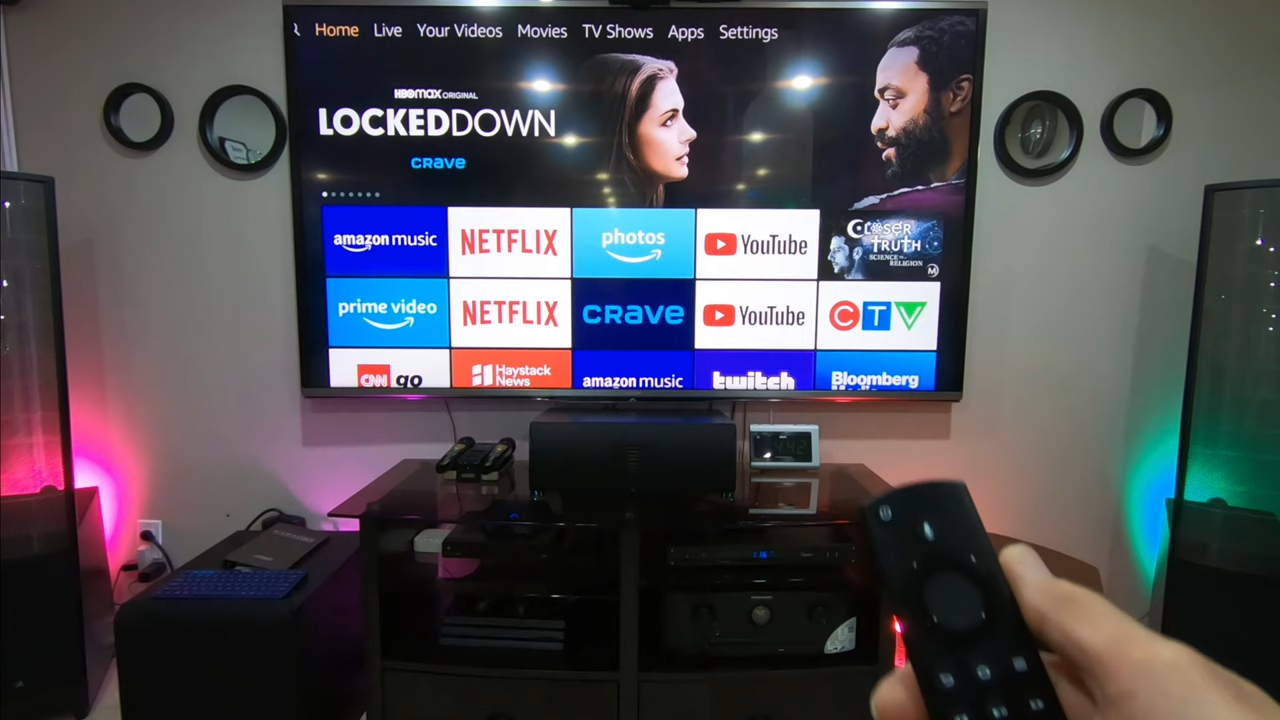 Home Live Your Videos Movies TV Shows Apps Settings
HBOMAX ORIGINAL
LOCKEDDOWN
CRAVE
amazon music NETFLIX photos YouTube CLOSER
TRUTH
SCIENCE
RELIGION
prime video NETFLIX CRAVE YouTube CTV
CNN go Haystack News amazon music twitch Bloomberg